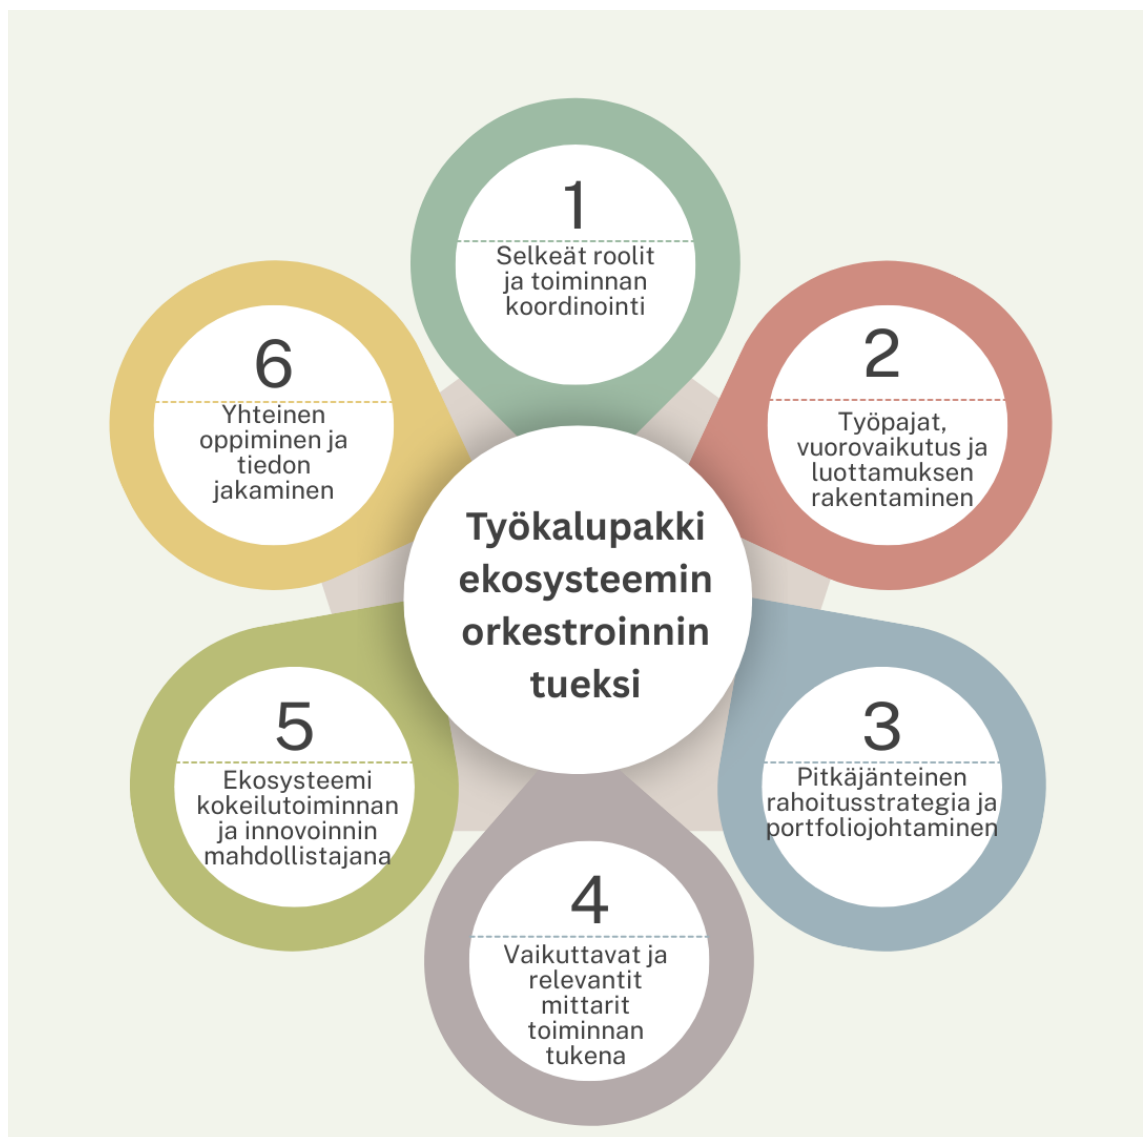 Työkalupakki
ekosysteemin
orkestroinnin
tueksi
1
Selkeät roolit
ja toiminnan
koordinointi
2
Työpajat,
vuorovaikutus ja
luottamuksen
rakentaminen
3
Pitkäjänteinen
rahoitusstrategia ja
portfoliojohtaminen
4
Vaikuttavat ja
relevantit
mittarit
toiminnan
tukena
5
Ekosysteemi
kokeilutoiminnan
ja innovoinnin
mahdollistajana
6
Yhteinen
oppiminen ja
tiedon
jakaminen